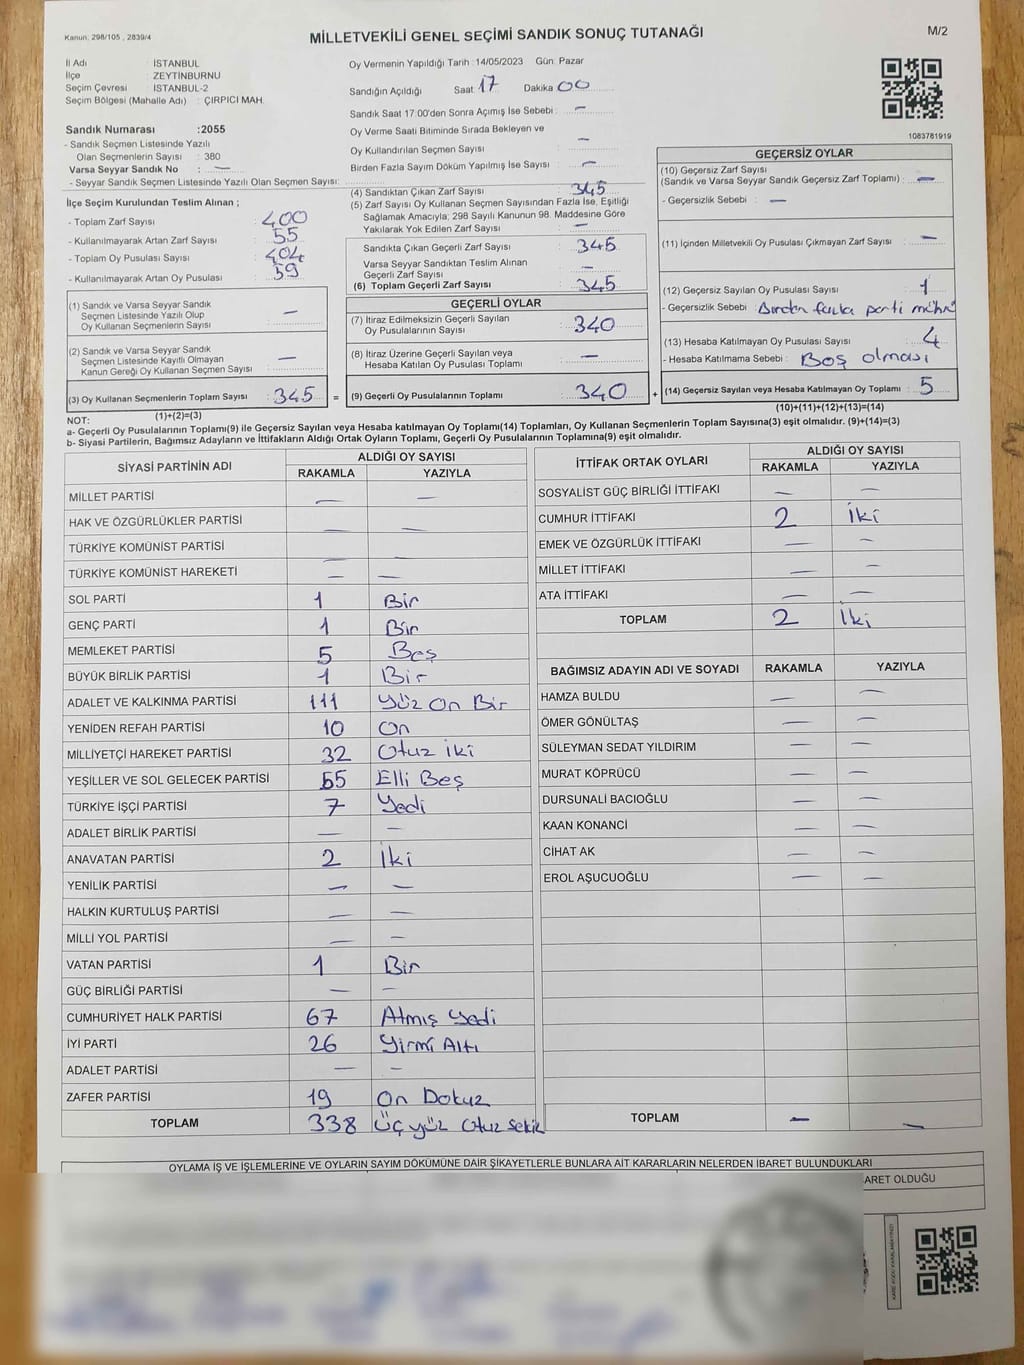 Kanun: 298/105 , 2839/4
MİLLETVEKİLİ GENEL SEÇİMİ SANDIK SONUÇ TUTANAĞI
M/2
İl Adı : İSTANBUL
İlçe : ZEYTİNBURNU
Seçim Çevresi : İSTANBUL-2
Seçim Bölgesi (Mahalle Adı) : ÇIRPICI MAH.
Sandık Numarası :2055
- Sandık Seçmen Listesinde Yazılı
Olan Seçmenlerin Sayısı : 380
Varsa Seyyar Sandık No : —
- Seyyar Sandık Seçmen Listesinde Yazılı Olan Seçmen Sayısı:
İlçe Seçim Kurulundan Teslim Alınan ;
- Toplam Zarf Sayısı : 400
- Kullanılmayarak Artan Zarf Sayısı : 55
- Toplam Oy Pusulası Sayısı : 404
- Kullanılmayarak Artan Oy Pusulası : 59
(1) Sandık ve Varsa Seyyar Sandık
Seçmen Listesinde Yazılı Olup
Oy Kullanan Seçmenlerin Sayısı : —
(2) Sandık ve Varsa Seyyar Sandık
Seçmen Listesinde Kayıtlı Olmayan
Kanun Gereği Oy Kullanan Seçmen Sayısı : —
(3) Oy Kullanan Seçmenlerin Toplam Sayısı : 345 =
(1)+(2)=(3)
Oy Vermenin Yapıldığı Tarih : 14/05/2023 Gün: Pazar
Sandığın Açıldığı Saat 17 Dakika 00
Sandık Saat 17:00'den Sonra Açımış İse Sebebi : —
Oy Verme Saati Bitiminde Sırada Bekleyen ve
Oy Kullandırılan Seçmen Sayısı : —
Birden Fazla Sayım Döküm Yapılmış İse Sayısı : —
(4) Sandıktan Çıkan Zarf Sayısı : 345
(5) Zarf Sayısı Oy Kullanan Seçmen Sayısından Fazla İse, Eşitliği
Sağlamak Amacıyla; 298 Sayılı Kanunun 98. Maddesine Göre
Yakılarak Yok Edilen Zarf Sayısı : —
Sandıkta Çıkan Geçerli Zarf Sayısı : 345
Varsa Seyyar Sandıktan Teslim Alınan
Geçerli Zarf Sayısı : —
(6) Toplam Geçerli Zarf Sayısı : 345
GEÇERLİ OYLAR
(7) İtiraz Edilmeksizin Geçerli Sayılan
Oy Pusulalarının Sayısı : 340
(8) İtiraz Üzerine Geçerli Sayılan veya
Hesaba Katılan Oy Pusulası Toplamı : —
(9) Geçerli Oy Pusulalarının Toplamı : 340 +
1083781919
GEÇERSİZ OYLAR
(10) Geçersiz Zarf Sayısı
(Sandık ve Varsa Seyyar Sandık Geçersiz Zarf Toplamı) : —
- Geçersizlik Sebebi : —
(11) İçinden Milletvekili Oy Pusulası Çıkmayan Zarf Sayısı : —
(12) Geçersiz Sayılan Oy Pusulası Sayısı : 1
- Geçersizlik Sebebi : Birden fazla parti mührü
(13) Hesaba Katılmayan Oy Pusulası Sayısı : 4
- Hesaba Katılmama Sebebi : Boş olması
(14) Geçersiz Sayılan veya Hesaba Katılmayan Oy Toplamı : 5
(10)+(11)+(12)+(13)=(14)
NOT:
a- Geçerli Oy Pusulalarının Toplamı(9) ile Geçersiz Sayılan veya Hesaba katılmayan Oy Toplamı(14) Toplamları, Oy Kullanan Seçmenlerin Toplam Sayısına(3) eşit olmalıdır. (9)+(14)=(3)
b- Siyasi Partilerin, Bağımsız Adayların ve İttifakların Aldığı Ortak Oyların Toplamı, Geçerli Oy Pusulalarının Toplamına(9) eşit olmalıdır.
SİYASİ PARTİNİN ADI ALDIĞI OY SAYISI
RAKAMLA YAZIYLA
MİLLET PARTİSİ — —
HAK VE ÖZGÜRLÜKLER PARTİSİ — —
TÜRKİYE KOMÜNİST PARTİSİ — —
TÜRKİYE KOMÜNİST HAREKETİ — —
SOL PARTİ 1 Bir
GENÇ PARTİ 1 Bir
MEMLEKET PARTİSİ 5 Beş
BÜYÜK BİRLİK PARTİSİ 1 Bir
ADALET VE KALKINMA PARTİSİ 111 Yüz On Bir
YENİDEN REFAH PARTİSİ 10 On
MİLLİYETÇİ HAREKET PARTİSİ 32 Otuz İki
YEŞİLLER VE SOL GELECEK PARTİSİ 55 Elli Beş
TÜRKİYE İŞÇİ PARTİSİ 7 Yedi
ADALET BİRLİK PARTİSİ — —
ANAVATAN PARTİSİ 2 İki
YENİLİK PARTİSİ — —
HALKIN KURTULUŞ PARTİSİ — —
MİLLİ YOL PARTİSİ — —
VATAN PARTİSİ 1 Bir
GÜÇ BİRLİĞİ PARTİSİ — —
CUMHURİYET HALK PARTİSİ 67 Atmış Yedi
İYİ PARTİ 26 Yirmi Altı
ADALET PARTİSİ — —
ZAFER PARTİSİ 19 On Dokuz
TOPLAM 338 Üç yüz Otuz Sekiz
İTTİFAK ORTAK OYLARI ALDIĞI OY SAYISI
RAKAMLA YAZIYLA
SOSYALİST GÜÇ BİRLİĞİ İTTİFAKI — —
CUMHUR İTTİFAKI 2 İki
EMEK VE ÖZGÜRLÜK İTTİFAKI — —
MİLLET İTTİFAKI — —
ATA İTTİFAKI — —
TOPLAM 2 İki
BAĞIMSIZ ADAYIN ADI VE SOYADI RAKAMLA YAZIYLA
HAMZA BULDU — —
ÖMER GÖNÜLTAŞ — —
SÜLEYMAN SEDAT YILDIRIM — —
MURAT KÖPRÜCÜ — —
DURSUNALİ BACIOĞLU — —
KAAN KONANCİ — —
CİHAT AK — —
EROL AŞUCUOĞLU — —
TOPLAM — —
OYLAMA İŞ VE İŞLEMLERİNE VE OYLARIN SAYIM DÖKÜMÜNE DAİR ŞİKAYETLERLE BUNLARA AİT KARARLARIN NELERDEN İBARET BULUNDUKLARI
ARET OLDUĞU